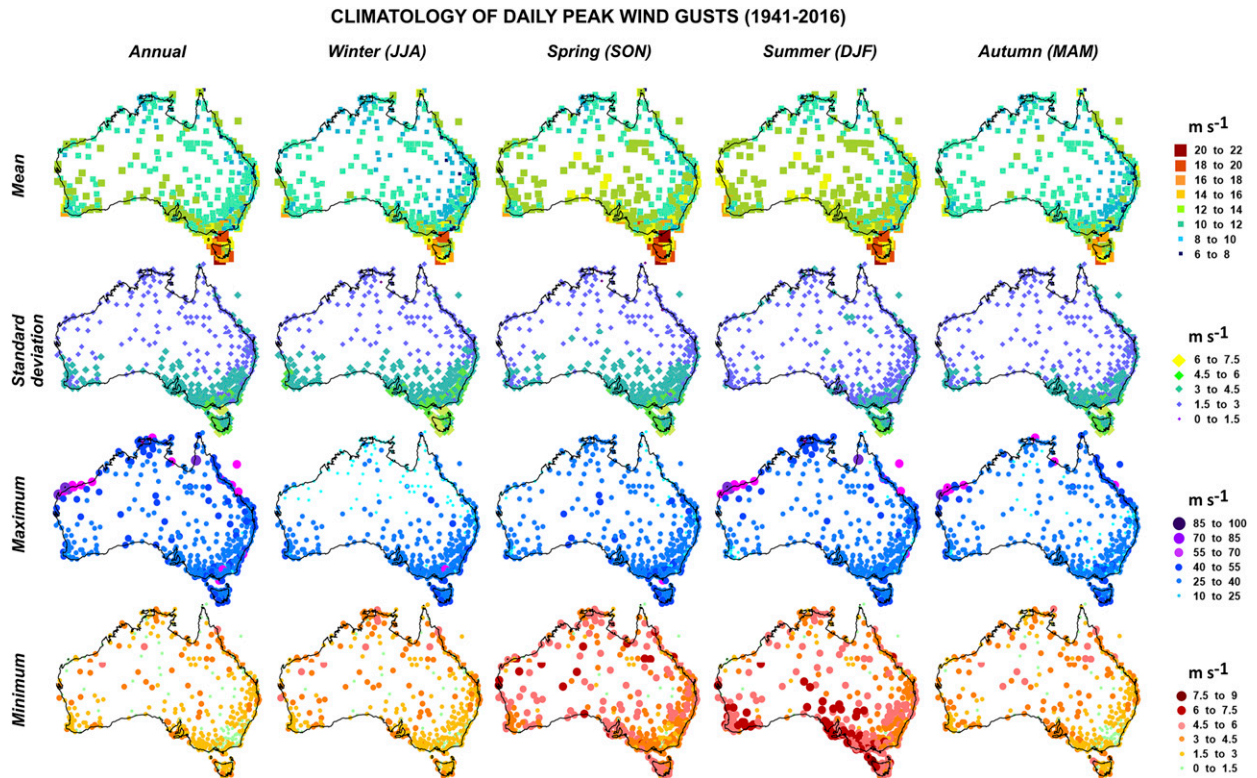 CLIMATOLOGY OF DAILY PEAK WIND GUSTS (1941-2016)
Annual
Winter (JJA)
Spring (SON)
Summer (DJF)
Autumn (MAM)
Mean
m s-1
20 to 22
18 to 20
16 to 18
14 to 16
12 to 14
10 to 12
8 to 10
6 to 8
Standard
deviation
m s-1
6 to 7.5
4.5 to 6
3 to 4.5
1.5 to 3
0 to 1.5
Maximum
m s-1
85 to 100
70 to 85
55 to 70
40 to 55
25 to 40
10 to 25
Minimum
m s-1
7.5 to 9
6 to 7.5
4.5 to 6
3 to 4.5
1.5 to 3
0 to 1.5